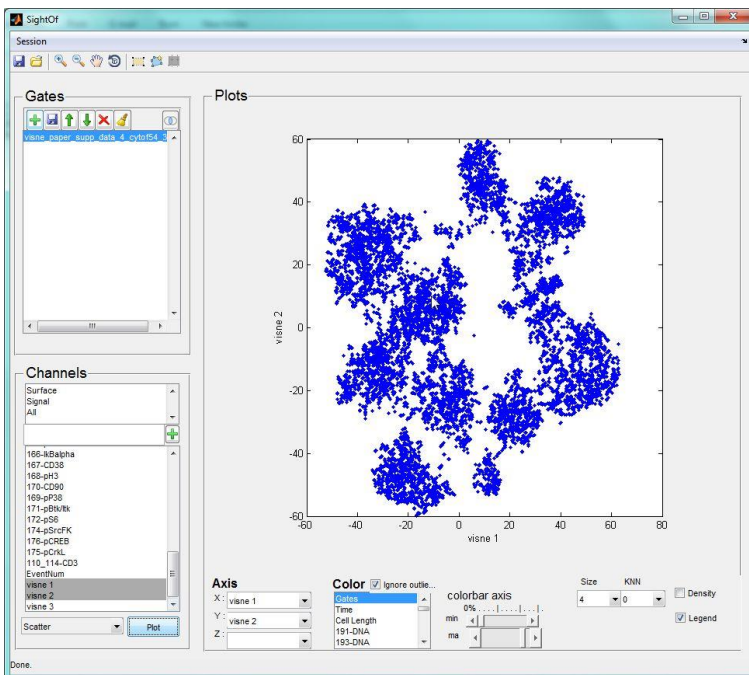 SightOf
Session
Gates
visne_paper_supp_data_4_cytof54_3
Channels
Surface
Signal
All
166-IkBalpha
167-CD38
168-pH3
170-CD90
169-pP38
171-pBtk/Itk
172-pS6
174-pSrcFK
176-pCREB
175-pCrkL
110_114-CD3
EventNum
visne 1
visne 2
visne 3
Scatter
Plot
Done.
Plots
60
40
20
0
-20
-40
-60
visne 2
-60 -40 -20 0 20 40 60 80
visne 1
Axis
X: visne 1
Y: visne 2
Z:
Color Ignore outlie...
Gates
Time
Cell Length
191-DNA
193-DNA
colorbar axis
0% ....|....|....|.
min
ma
Size KNN
4 0
Density
Legend